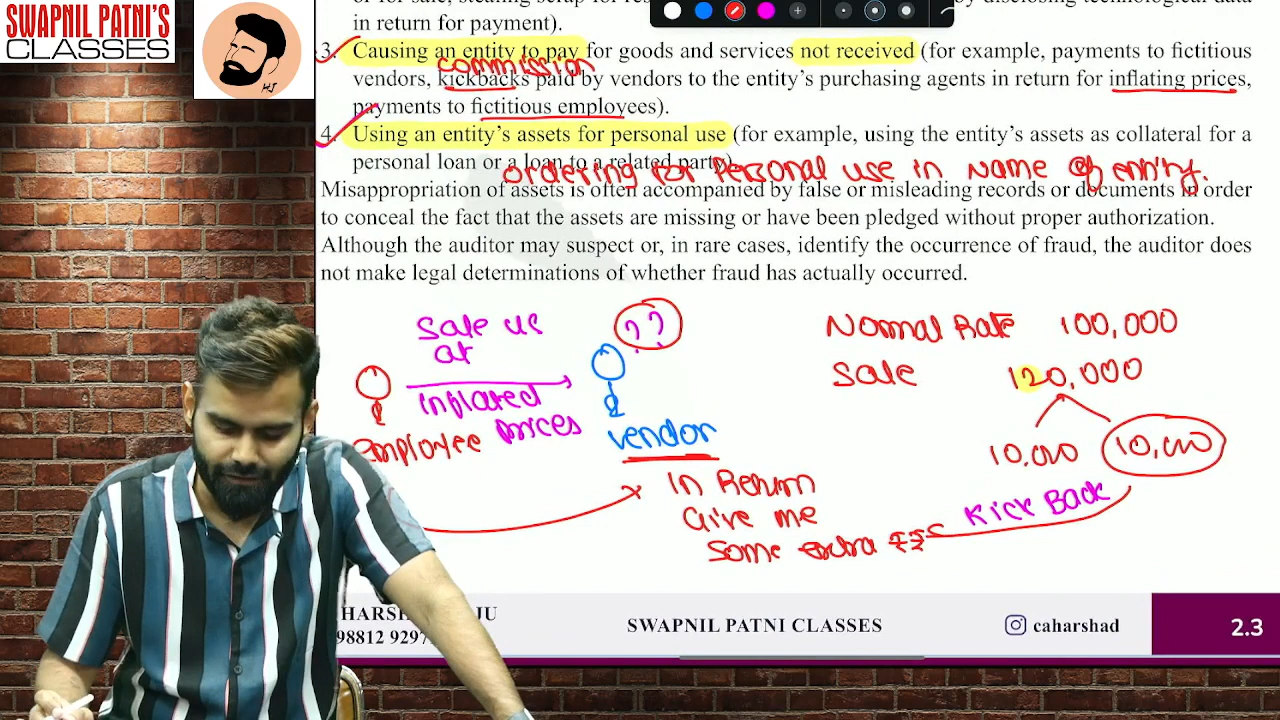 SWAPNIL PATNI'S
CLASSES
HJ
in return for payment).
3. Causing an entity to pay for goods and services not received (for example, payments to fictitious
commission
vendors, kickbacks paid by vendors to the entity's purchasing agents in return for inflating prices,
payments to fictitious employees).
4. Using an entity's assets for personal use (for example, using the entity's assets as collateral for a
personal loan or a loan to a related party).
ordering for Personal use in Name of entity.
Misappropriation of assets is often accompanied by false or misleading records or documents in order
to conceal the fact that the assets are missing or have been pledged without proper authorization.
Although the auditor may suspect or, in rare cases, identify the occurrence of fraud, the auditor does
not make legal determinations of whether fraud has actually occurred.
Sale us
at
inflated
prices
??
employee
vendor
In Return
Give me
Some extra ₹₹
Normal Rate 100,000
Sale 120,000
10,000 10,000
Kick Back
98812 9297
SWAPNIL PATNI CLASSES
caharshad
2.3